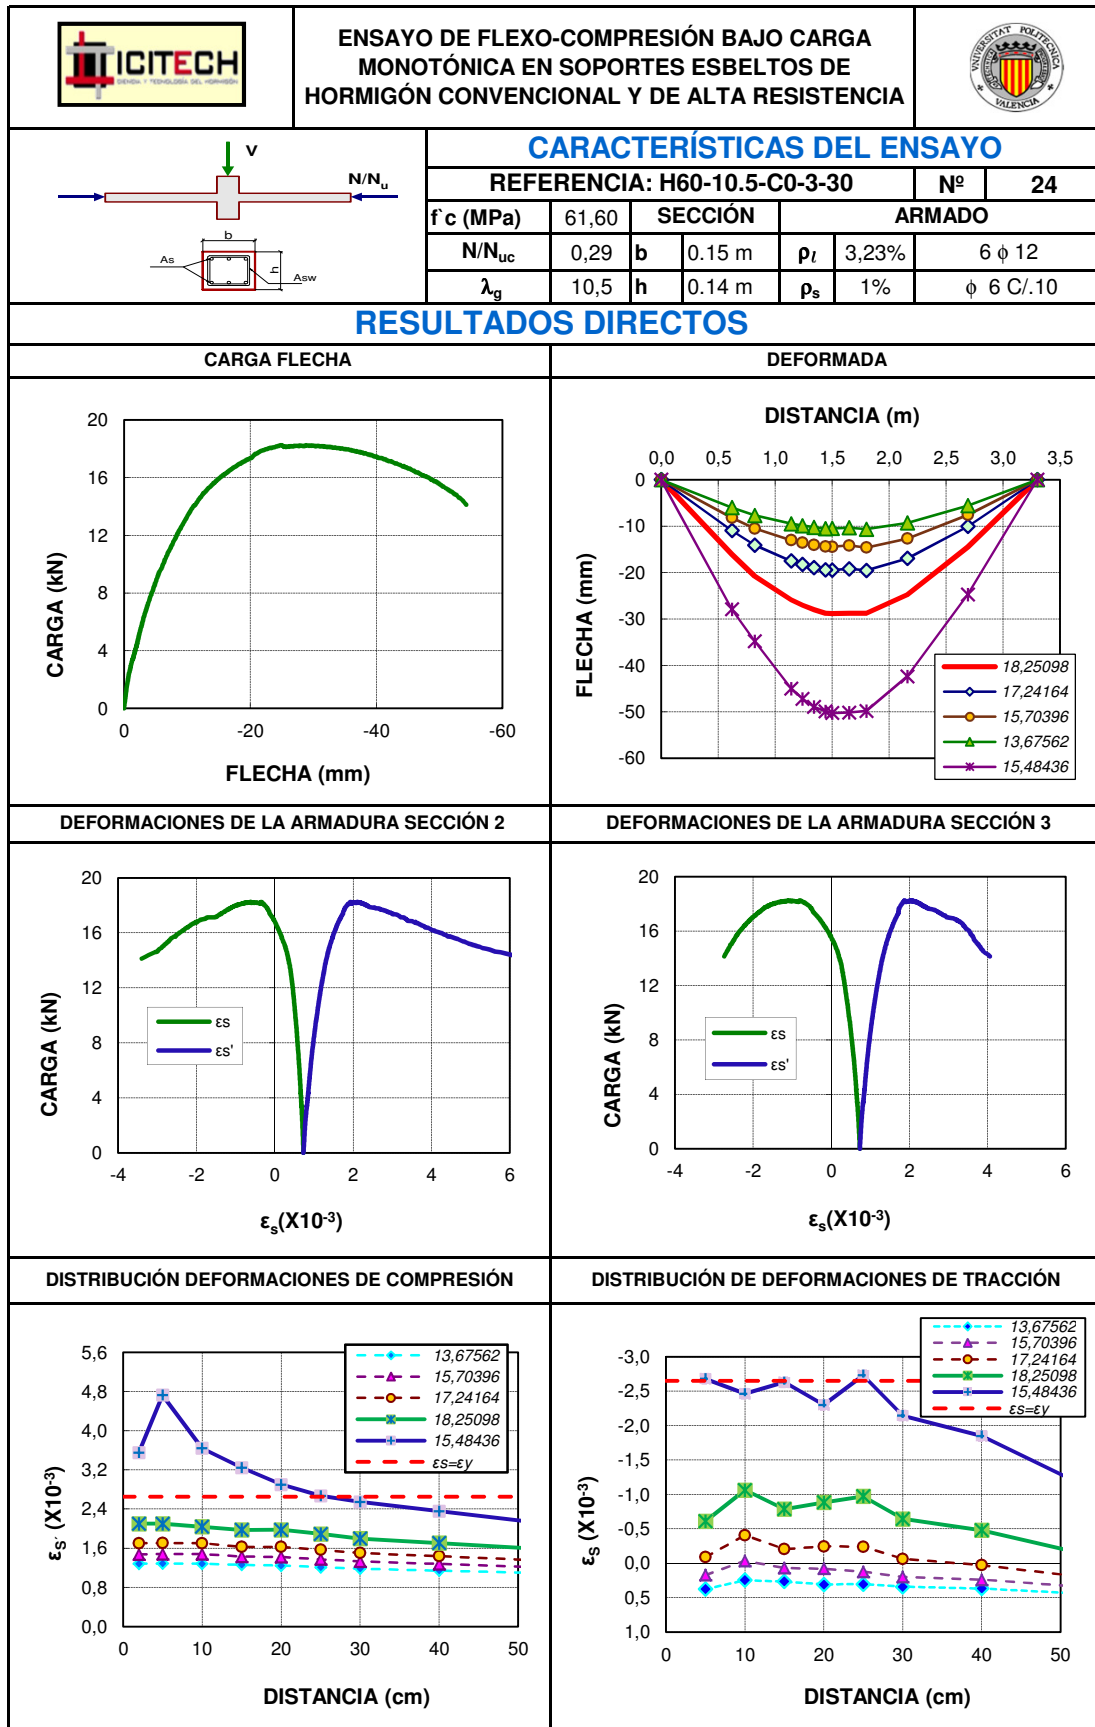 ICITECH
CIENCIA Y TECNOLOGÍA DEL HORMIGÓN
ENSAYO DE FLEXO-COMPRESIÓN BAJO CARGA
MONOTÓNICA EN SOPORTES ESBELTOS DE
HORMIGÓN CONVENCIONAL Y DE ALTA RESISTENCIA
UNIVERSITAT POLITECNICA
VALENCIA
V
N/Nu
b
As
h
Asw
CARACTERÍSTICAS DEL ENSAYO
REFERENCIA: H60-10.5-C0-3-30 Nº 24
f`c (MPa) 61,60 SECCIÓN ARMADO
N/Nuc 0,29 b 0.15 m ρl 3,23% 6 ϕ 12
λg 10,5 h 0.14 m ρs 1% ϕ 6 C/.10
RESULTADOS DIRECTOS
CARGA FLECHA
20
16
12
8
4
0
0 -20 -40 -60
CARGA (kN)
FLECHA (mm)
DEFORMADA
DISTANCIA (m)
0,0 0,5 1,0 1,5 2,0 2,5 3,0 3,5
0
-10
-20
-30
-40
-50
-60
FLECHA (mm)
18,25098
17,24164
15,70396
13,67562
15,48436
DEFORMACIONES DE LA ARMADURA SECCIÓN 2
20
16
12
8
4
0
-4 -2 0 2 4 6
CARGA (kN)
εs
εs'
εs(X10-3)
DEFORMACIONES DE LA ARMADURA SECCIÓN 3
20
16
12
8
4
0
-4 -2 0 2 4 6
CARGA (kN)
εs
εs'
εs(X10-3)
DISTRIBUCIÓN DEFORMACIONES DE COMPRESIÓN
5,6
4,8
4,0
3,2
2,4
1,6
0,8
0,0
0 10 20 30 40 50
εS´ (X10-3)
13,67562
15,70396
17,24164
18,25098
15,48436
εs=εy
DISTANCIA (cm)
DISTRIBUCIÓN DE DEFORMACIONES DE TRACCIÓN
-3,0
-2,5
-2,0
-1,5
-1,0
-0,5
0,0
0,5
1,0
0 10 20 30 40 50
εS (X10-3)
13,67562
15,70396
17,24164
18,25098
15,48436
εs=εy
DISTANCIA (cm)